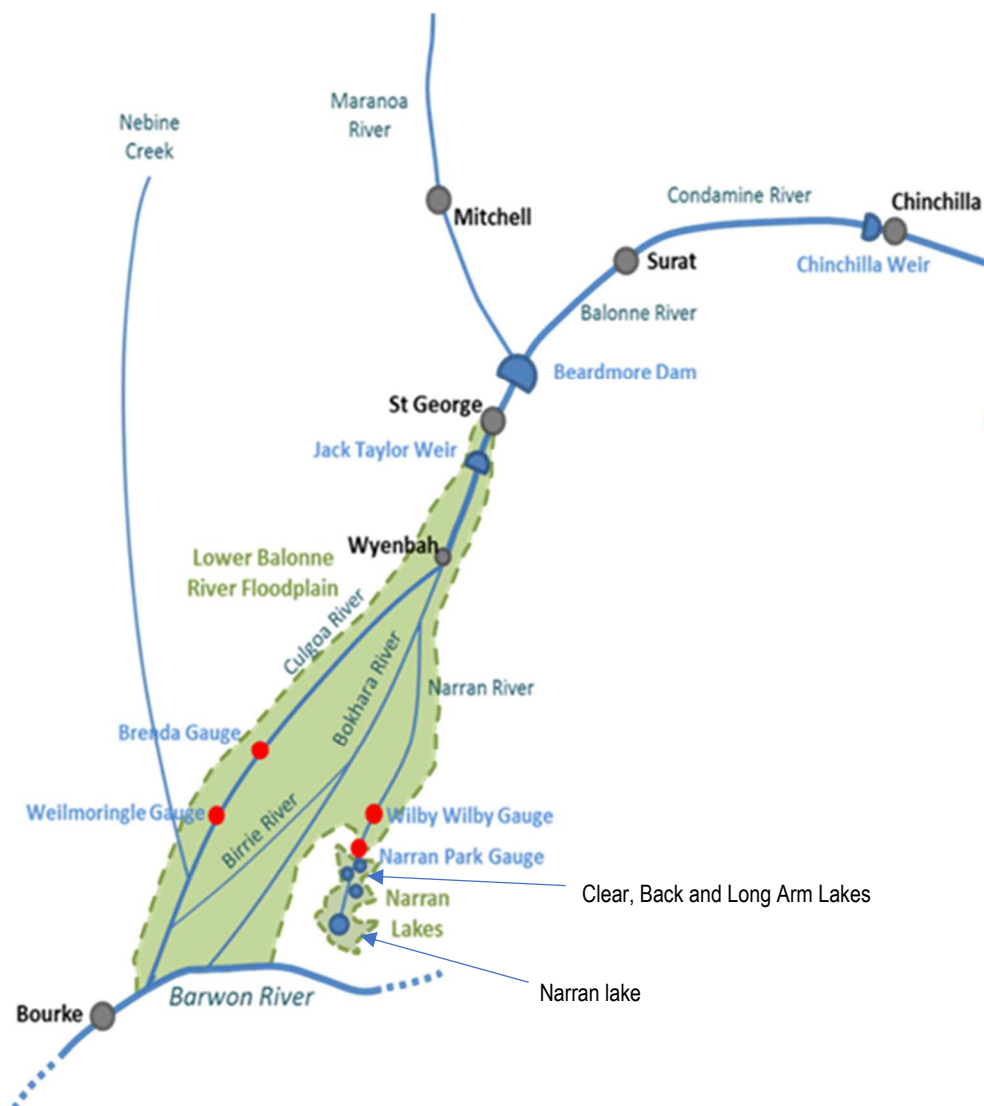 Maranoa
River
Nebine
Creek
Mitchell
Condamine River
Chinchilla
Surat
Chinchilla Weir
Balonne River
Beardmore Dam
St George
Jack Taylor Weir
Wyenbah
Lower Balonne
River Floodplain
Culgoa River
Bokhara River
Narran River
Brenda Gauge
Weilmoringle Gauge
Birrie River
Wilby Wilby Gauge
Narran Park Gauge
Clear, Back and Long Arm Lakes
Narran
Lakes
Narran lake
Barwon River
Bourke